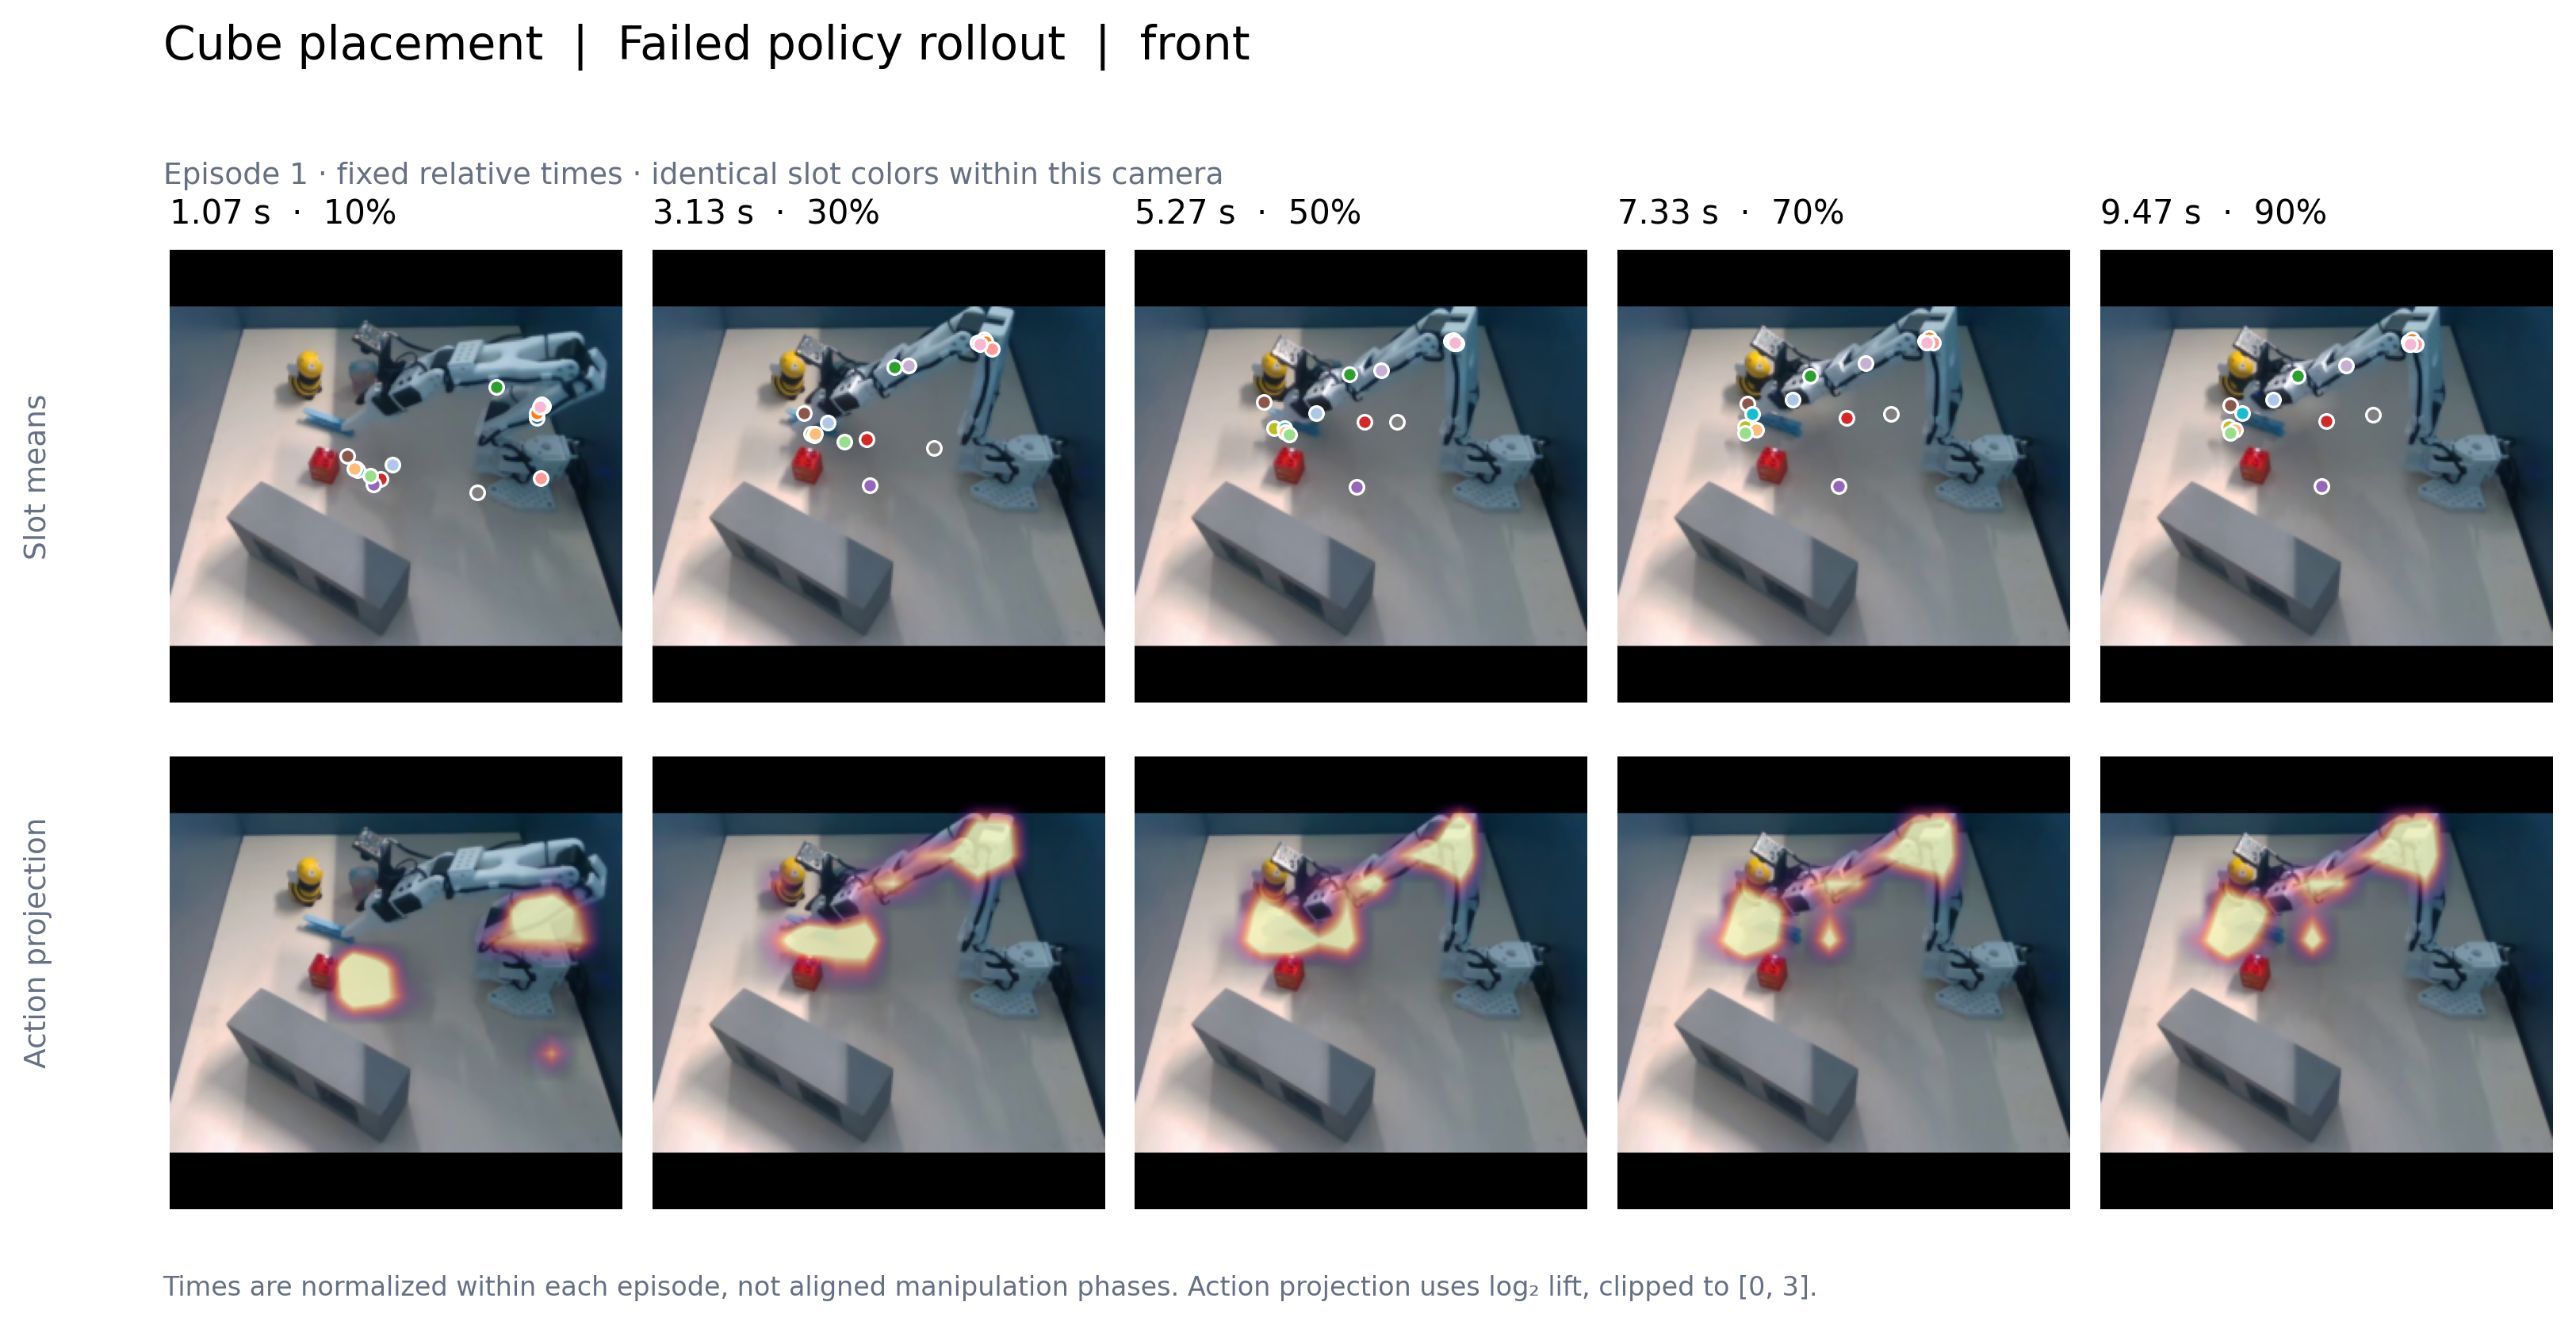 Cube placement | Failed policy rollout | front
Episode 1 · fixed relative times · identical slot colors within this camera
1.07 s · 10%
3.13 s · 30%
5.27 s · 50%
7.33 s · 70%
9.47 s · 90%
Slot means
Action projection
Times are normalized within each episode, not aligned manipulation phases. Action projection uses log₂ lift, clipped to [0, 3].